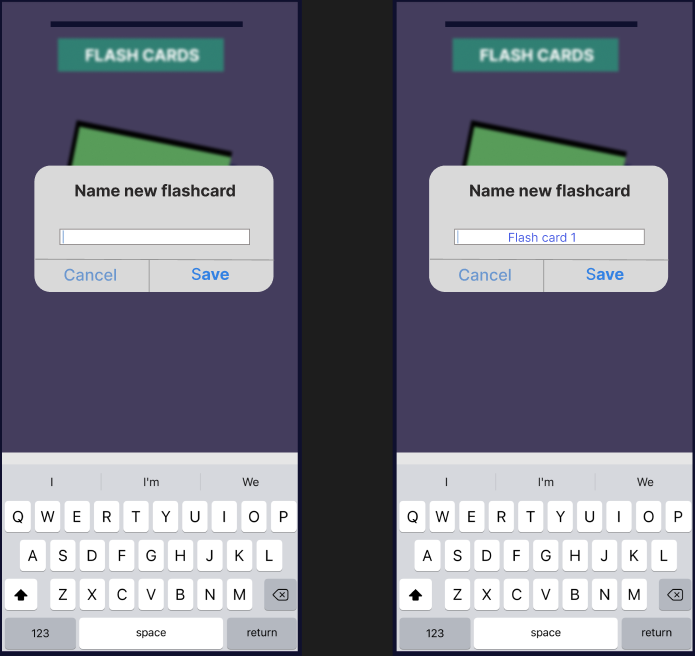 FLASH CARDS
Name new flashcard
Cancel Save
I I'm We
Q W E R T Y U I O P
A S D F G H J K L
Z X C V B N M
123 space return
FLASH CARDS
Name new flashcard
Flash card 1
Cancel Save
I I'm We
Q W E R T Y U I O P
A S D F G H J K L
Z X C V B N M
123 space return